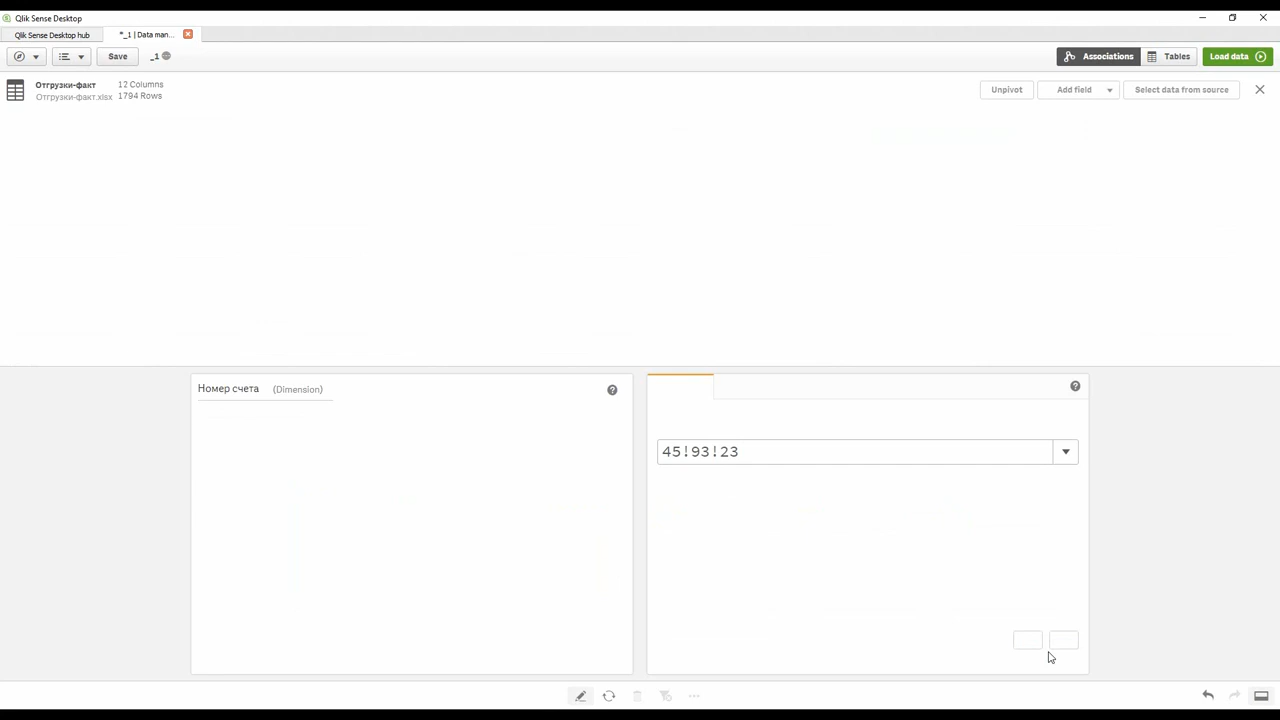 Qlik Sense Desktop
Qlik Sense Desktop hub
*_1 | Data man...
Save
_1
Associations
Tables
Load data
Отгрузки-факт
12 Columns
Отгрузки-факт.xlsx
1794 Rows
Unpivot
Add field
Select data from source
Номер счета
(Dimension)
45!93!23